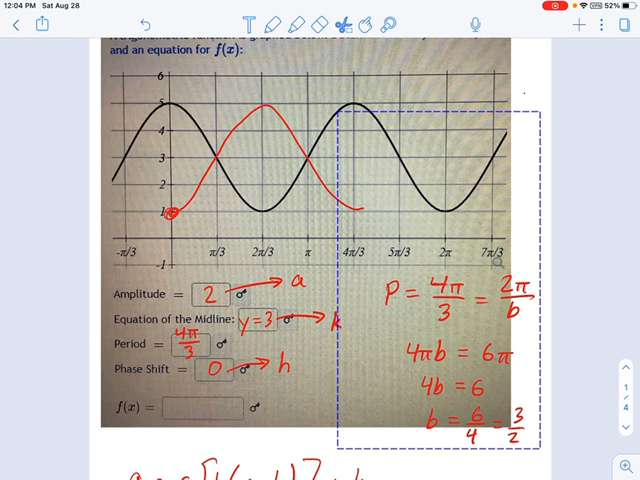 12:04 PM Sat Aug 28
52%
and an equation for f(x):
6
5
4
3
2
1
-1
-π/3 π/3 2π/3 π 4π/3 5π/3 2π 7π/3
Amplitude = 2 → a
Equation of the Midline: y=3 → k
Period = 4π/3
Phase Shift = 0 → h
f(x) =
P = 4π/3 = 2π/b
4πb = 6π
4b = 6
b = 6/4 = 3/2
1
4